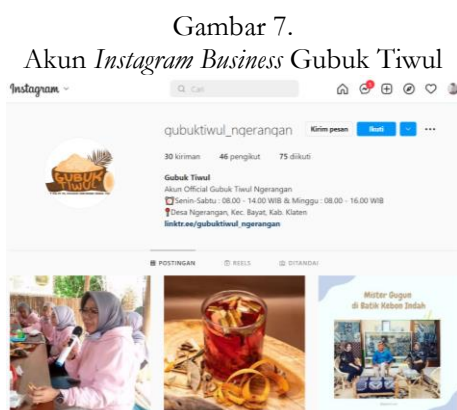 Gambar 7.
Akun Instagram Business Gubuk Tiwul
Instagram
Cari
gubuktiwul_ngerangan Kirim pesan Ikuti
30 kiriman 46 pengikut 75 diikuti
Gubuk Tiwul
Akun Official Gubuk Tiwul Ngerangan
Senin-Sabtu : 08.00 - 14.00 WIB & Minggu : 08.00 - 16.00 WIB
Desa Ngerangan, Kec. Bayat, Kab. Klaten
linktr.ee/gubuktiwul_ngerangan
GUBUK
TIWUL
POSTINGAN REELS DITANDAI
Mister Gugun
di Batik Kebon Indah